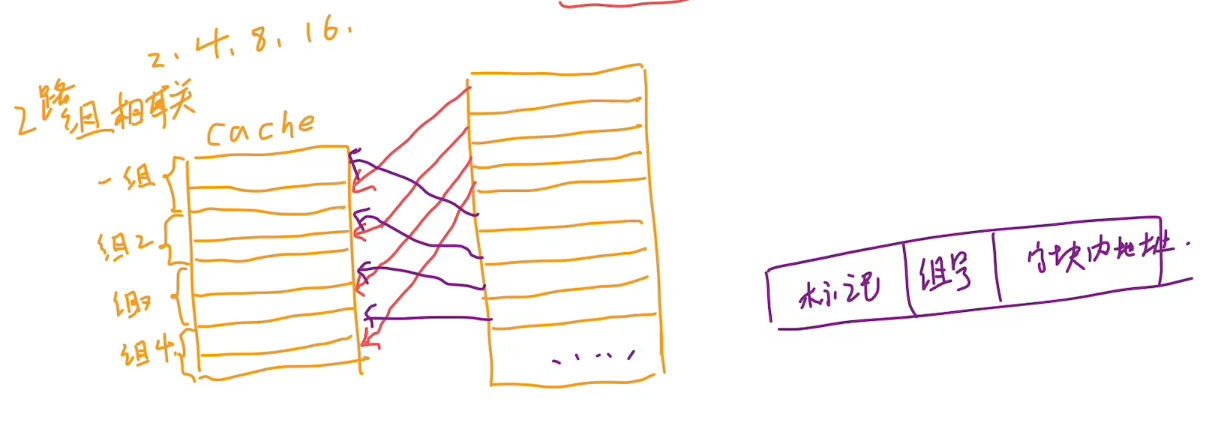 2、4、8、16.
2路组相联
cache
一组
组2
组3
组4
标记 组号 字块内地址.
.....